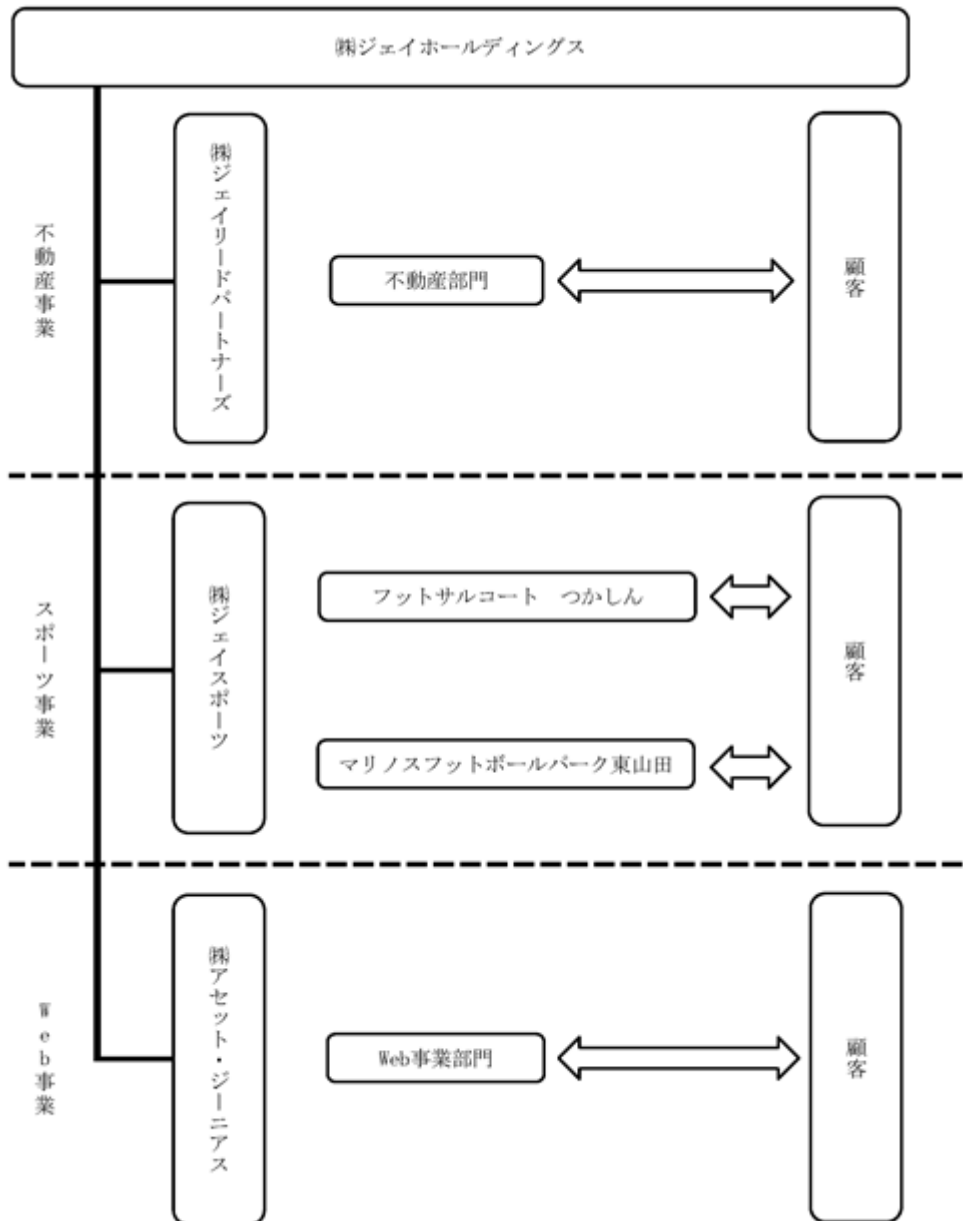 ㈱ジェイホールディングス
不動産事業
㈱ジェイリードパートナーズ
不動産部門
顧客
スポーツ事業
㈱ジェイスポーツ
フットサルコート　つかしん
マリノスフットボールパーク東山田
顧客
Web事業
㈱アセット・ジーニアス
Web事業部門
顧客